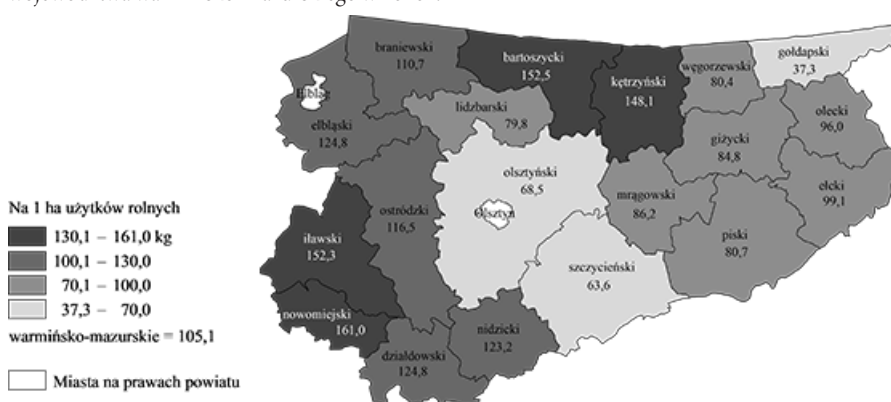 braniewski
110,7
bartoszycki
152,5
kętrzyński
148,1
węgorzewski
80,4
gołdapski
37,3
Elbląg
elbląski
124,8
lidzbarski
79,8
olecki
96,0
giżycki
84,8
olsztyński
68,5
Olsztyn
mrągowski
86,2
ełcki
99,1
ostródzki
116,5
iławski
152,3
szczycieński
63,6
piski
80,7
nowomiejski
161,0
nidzicki
123,2
działdowski
124,8
Na 1 ha użytków rolnych
130,1 – 161,0 kg
100,1 – 130,0
70,1 – 100,0
37,3 – 70,0
warmińsko-mazurskie = 105,1
Miasta na prawach powiatu